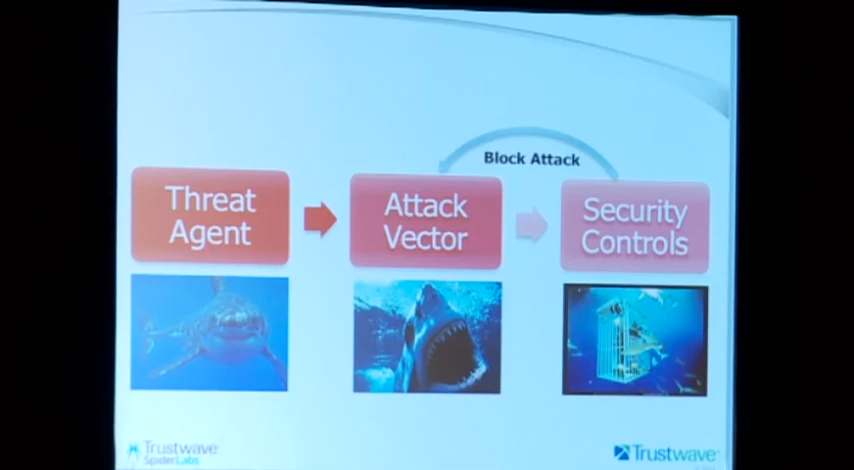 Block Attack
Threat
Agent
Attack
Vector
Security
Controls
Trustwave
SpiderLabs
Trustwave